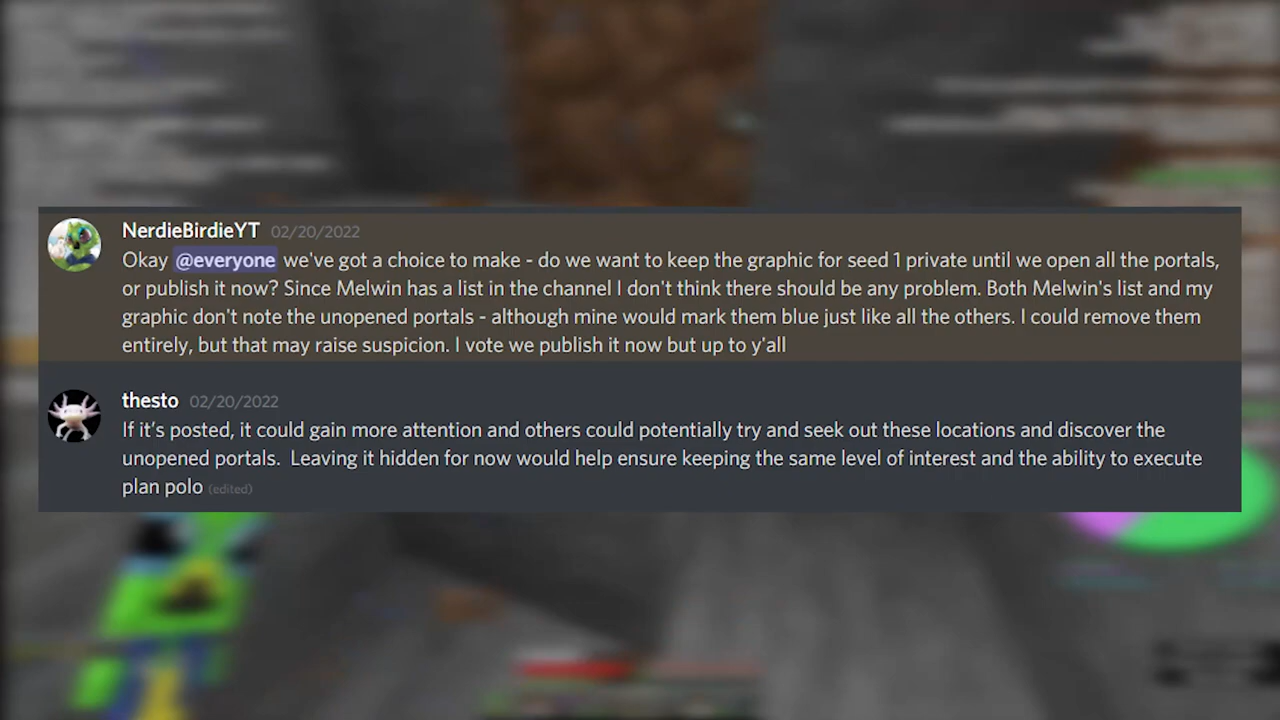 NerdieBirdieYT 02/20/2022
Okay @everyone we've got a choice to make - do we want to keep the graphic for seed 1 private until we open all the portals,
or publish it now? Since Melwin has a list in the channel I don't think there should be any problem. Both Melwin's list and my
graphic don't note the unopened portals - although mine would mark them blue just like all the others. I could remove them
entirely, but that may raise suspicion. I vote we publish it now but up to y'all
thesto 02/20/2022
If it’s posted, it could gain more attention and others could potentially try and seek out these locations and discover the
unopened portals.  Leaving it hidden for now would help ensure keeping the same level of interest and the ability to execute
plan polo (edited)